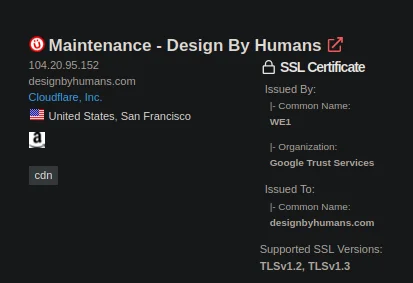 Maintenance - Design By Humans
104.20.95.152
designbyhumans.com
Cloudflare, Inc.
United States, San Francisco
a
cdn
SSL Certificate
Issued By:
|- Common Name:
WE1
|- Organization:
Google Trust Services
Issued To:
|- Common Name:
designbyhumans.com
Supported SSL Versions:
TLSv1.2, TLSv1.3